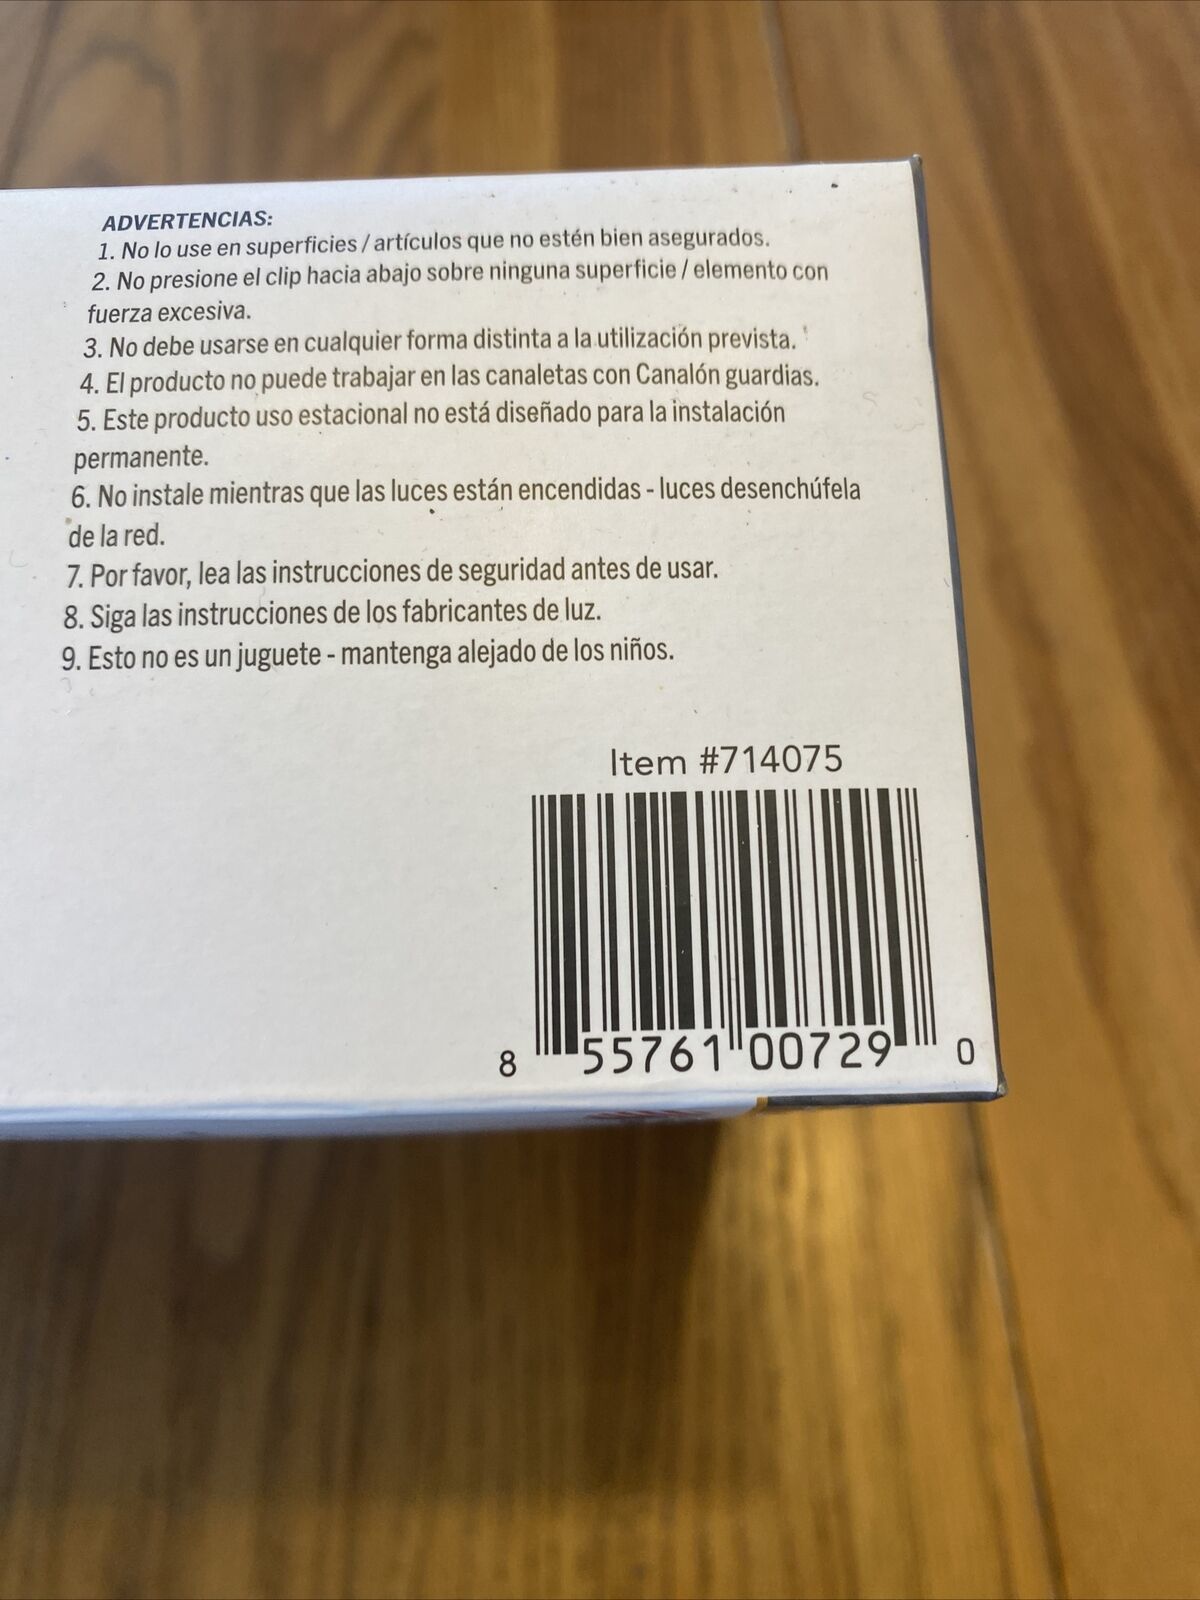 ADVERTENCIAS:
1. No lo use en superficies / artículos que no estén bien asegurados.
2. No presione el clip hacia abajo sobre ninguna superficie / elemento con
fuerza excesiva.
3. No debe usarse en cualquier forma distinta a la utilización prevista.
4. El producto no puede trabajar en las canaletas con Canalón guardias.
5. Este producto uso estacional no está diseñado para la instalación
permanente.
6. No instale mientras que las luces están encendidas - luces desenchúfela
de la red.
7. Por favor, lea las instrucciones de seguridad antes de usar.
8. Siga las instrucciones de los fabricantes de luz.
9. Esto no es un juguete - mantenga alejado de los niños.
Item #714075
8 55761 00729 0